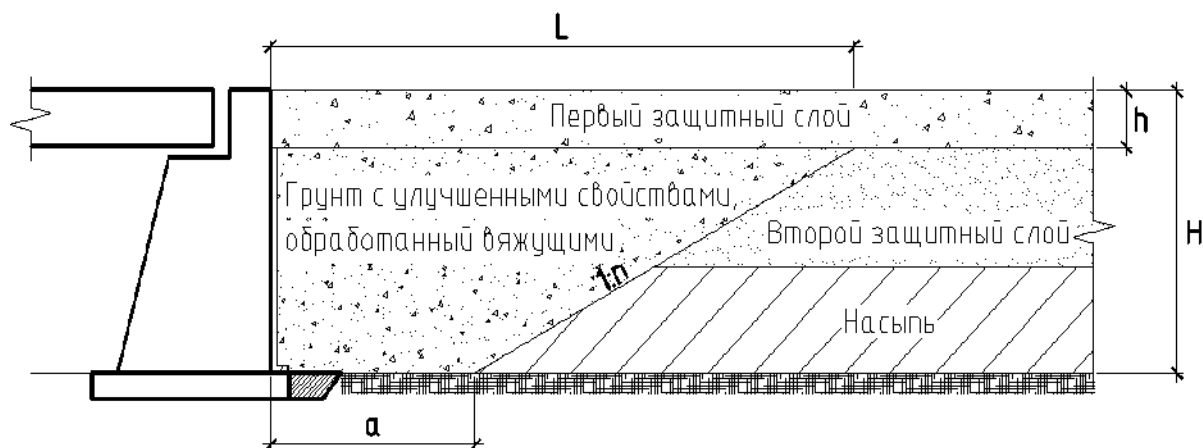 L
Первый защитный слой
h
Грунт с улучшенными свойствами,
обработанный вяжущими
Второй защитный слой
H
1:n
Насыпь
a